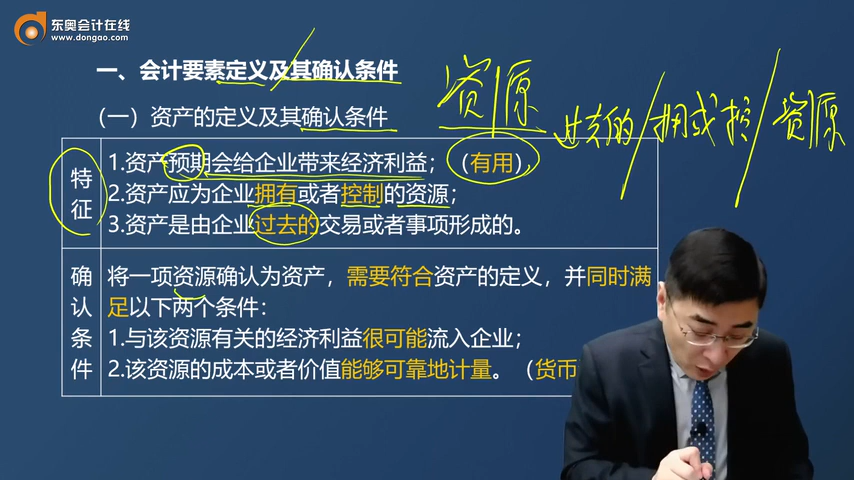 东奥会计在线
www.dongao.com
一、会计要素定义及其确认条件
(一)资产的定义及其确认条件
资源
过去的/拥或控/资源
特征
1.资产预期会给企业带来经济利益;(有用)
2.资产应为企业拥有或者控制的资源;
3.资产是由企业过去的交易或者事项形成的。
确认条件
将一项资源确认为资产,需要符合资产的定义,并同时满
足以下两个条件:
1.与该资源有关的经济利益很可能流入企业;
2.该资源的成本或者价值能够可靠地计量。(货币